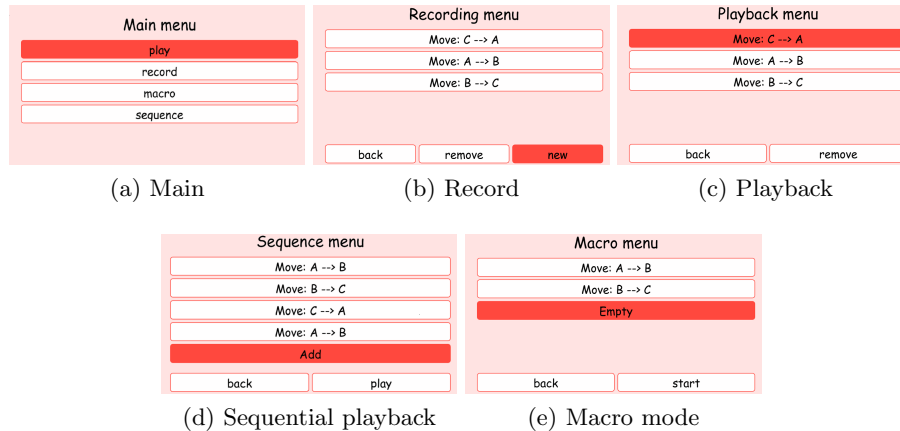 Main menu
play
record
macro
sequence
(a) Main
Recording menu
Move: C --> A
Move: A --> B
Move: B --> C
back remove new
(b) Record
Playback menu
Move: C --> A
Move: A --> B
Move: B --> C
back remove
(c) Playback
Sequence menu
Move: A --> B
Move: B --> C
Move: C --> A
Move: A --> B
Add
back play
(d) Sequential playback
Macro menu
Move: A --> B
Move: B --> C
Empty
back start
(e) Macro mode